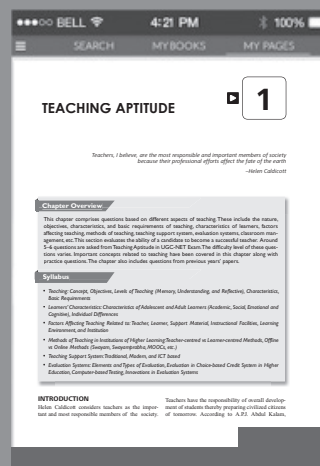 BELL 4:21 PM 100%
SEARCH MY BOOKS MY PAGES
TEACHING APTITUDE
1
Teachers, I believe, are the most responsible and important members of society
because their professional efforts affect the fate of the earth
–Helen Caldicott
Chapter Overview
This chapter comprises questions based on different aspects of teaching. These include the nature,
objectives, characteristics, and basic requirements of teaching, characteristics of learners, factors
affecting teaching, methods of teaching, teaching support system, evaluation systems, classroom man-
agement, etc. This section evaluates the ability of a candidate to become a successful teacher. Around
5–6 questions are asked from Teaching Aptitude in UGC-NET Exam. The difficulty level of these ques-
tions varies. Important concepts related to teaching have been covered in this chapter along with
practice questions. The chapter also includes questions from previous years' papers.
Syllabus
• Teaching: Concept, Objectives, Levels of Teaching (Memory, Understanding, and Reflective), Characteristics,
Basic Requirements
• Learners' Characteristics: Characteristics of Adolescent and Adult Learners (Academic, Social, Emotional and
Cognitive), Individual Differences
• Factors Affecting Teaching Related to: Teacher, Learner, Support Material, Instructional Facilities, Learning
Environment, and Institution
• Methods of Teaching in Institutions of Higher Learning: Teacher-centred vs Learner-centred Methods, Offline
vs Online Methods (Swayam, Swayamprabha, MOOCs, etc.)
• Teaching Support System: Traditional, Modern, and ICT based
• Evaluation Systems: Elements and Types of Evaluation, Evaluation in Choice-based Credit System in Higher
Education, Computer-based Testing, Innovations in Evaluation Systems
INTRODUCTION
Helen Caldicott considers teachers as the impor-
tant and most responsible members of the society.
Teachers have the responsibility of overall develop-
ment of students thereby preparing civilized citizens
of tomorrow. According to A.P.J. Abdul Kalam,